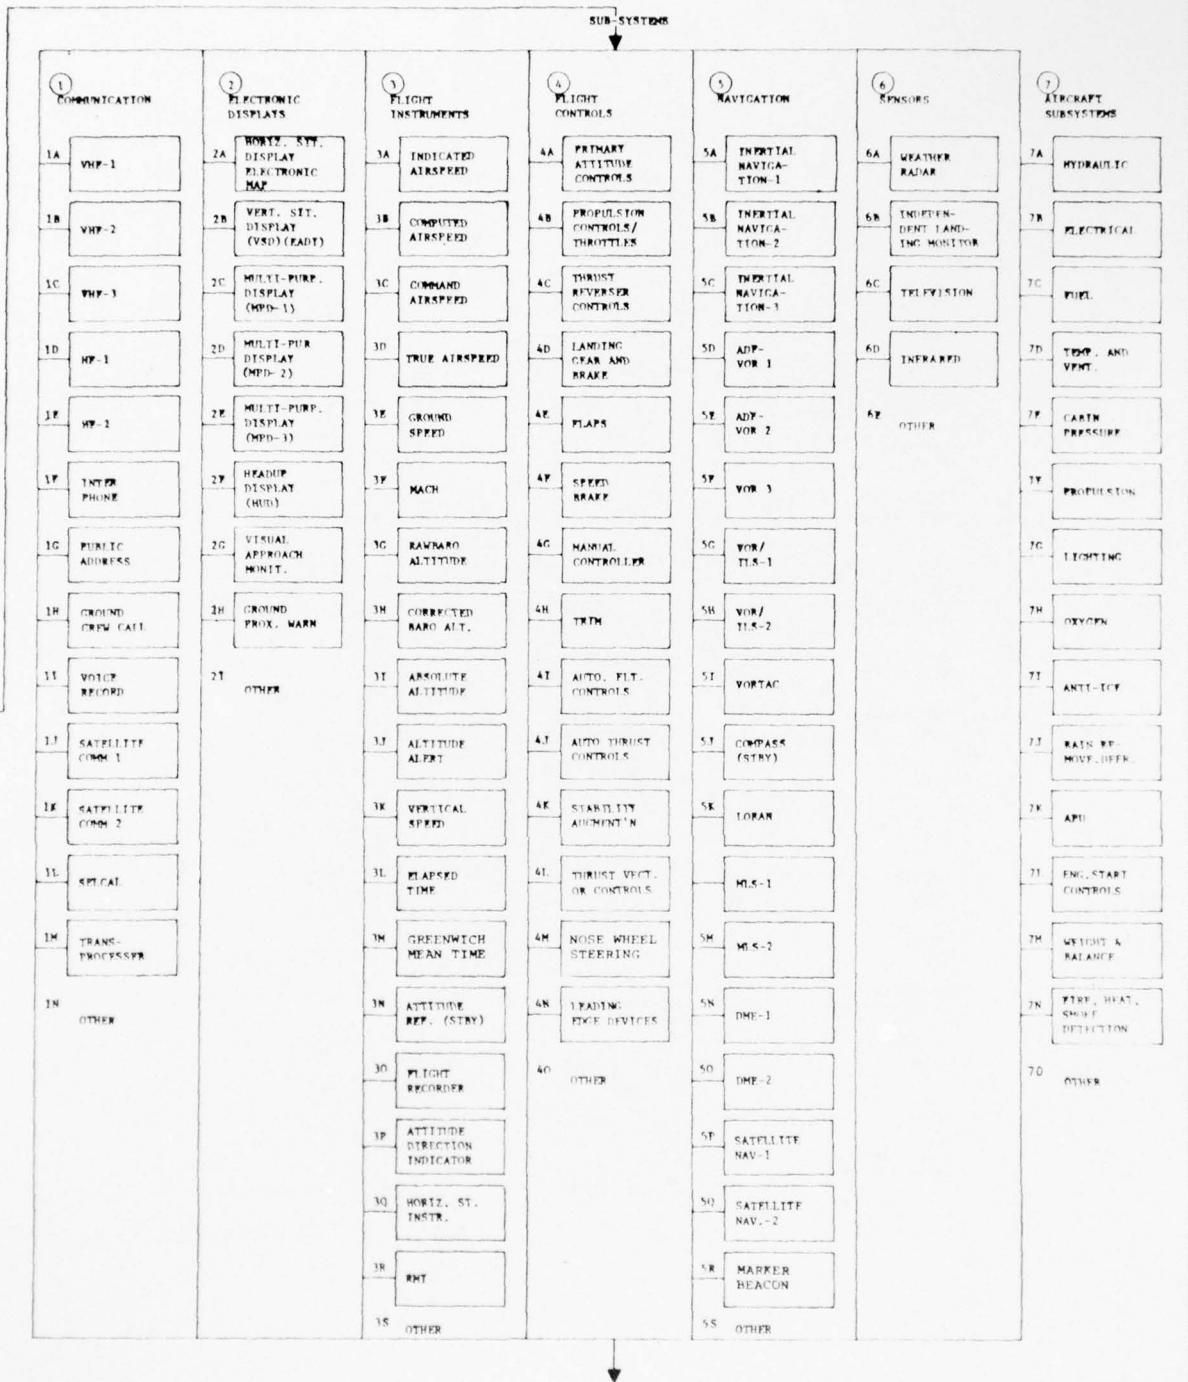 SUB-SYSTEMS
1
COMMUNICATION
1A
VHF-1
1B
VHF-2
1C
VHF-3
1D
HF-1
1E
HF-2
1F
INTER
PHONE
1G
PUBLIC
ADDRESS
1H
GROUND
CREW CALL
1I
VOICE
RECORD
1J
SATELLITE
COMM 1
1K
SATELLITE
COMM 2
1L
SELCAL
1M
TRANS-
PROCESSER
1N
OTHER
2
ELECTRONIC
DISPLAYS
2A
HORIZ. SIT.
DISPLAY
ELECTRONIC
MAP
2B
VERT. SIT.
DISPLAY
(VSD)(EADI)
2C
MULTI-PURP.
DISPLAY
(MPD-1)
2D
MULTI-PUR
DISPLAY
(MPD-2)
2E
MULTI-PURP.
DISPLAY
(MPD-3)
2F
HEADUP
DISPLAY
(HUD)
2G
VISUAL
APPROACH
MONIT.
2H
GROUND
PROX. WARN
2I
OTHER
3
FLIGHT
INSTRUMENTS
3A
INDICATED
AIRSPEED
3B
COMPUTED
AIRSPEED
3C
COMMAND
AIRSPEED
3D
TRUE AIRSPEED
3E
GROUND
SPEED
3F
MACH
3G
RAWBARO
ALTITUDE
3H
CORRECTED
BARO ALT.
3I
ABSOLUTE
ALTITUDE
3J
ALTITUDE
ALERT
3K
VERTICAL
SPEED
3L
ELAPSED
TIME
3M
GREENWICH
MEAN TIME
3N
ATTITUDE
REF. (STBY)
3O
FLIGHT
RECORDER
3P
ATTITUDE
DIRECTION
INDICATOR
3Q
HORIZ. ST.
INSTR.
3R
RMI
3S
OTHER
4
FLIGHT
CONTROLS
4A
PRIMARY
ATTITUDE
CONTROLS
4B
PROPULSION
CONTROLS/
THROTTLES
4C
THRUST
REVERSER
CONTROLS
4D
LANDING
GEAR AND
BRAKE
4E
FLAPS
4F
SPEED
BRAKE
4G
MANUAL
CONTROLLER
4H
TRIM
4I
AUTO. FLT.
CONTROLS
4J
AUTO THRUST
CONTROLS
4K
STABILITY
AUGMENT'N
4L
THRUST VECT.
OR CONTROLS
4M
NOSE WHEEL
STEERING
4N
LEADING
EDGE DEVICES
4O
OTHER
5
NAVIGATION
5A
INERTIAL
NAVIGA-
TION-1
5B
INERTIAL
NAVIGA-
TION-2
5C
INERTIAL
NAVIGA-
TION-3
5D
ADF-
VOR 1
5E
ADF-
VOR 2
5F
VOR 3
5G
VOR/
ILS-1
5H
VOR/
ILS-2
5I
VORTAC
5J
COMPASS
(STBY)
5K
LORAN
MLS-1
5M
MLS-2
5N
DME-1
5O
DME-2
5P
SATELLITE
NAV-1
5Q
SATELLITE
NAV.-2
5R
MARKER
BEACON
5S
OTHER
6
SENSORS
6A
WEATHER
RADAR
6B
INDEPEN-
DENT LAND-
ING MONITOR
6C
TELEVISION
6D
INFRARED
6E
OTHER
7
AIRCRAFT
SUBSYSTEMS
7A
HYDRAULIC
7B
ELECTRICAL
7C
FUEL
7D
TEMP. AND
VENT.
7E
CABIN
PRESSURE
7F
PROPULSION
7G
LIGHTING
7H
OXYGEN
7I
ANTI-ICE
7J
RAIN RE-
MOVE.DEFR.
7K
APU
7L
ENG.START
CONTROLS
7M
WEIGHT &
BALANCE
7N
FIRE, HEAT,
SMOKE
DETECTION
7O
OTHER